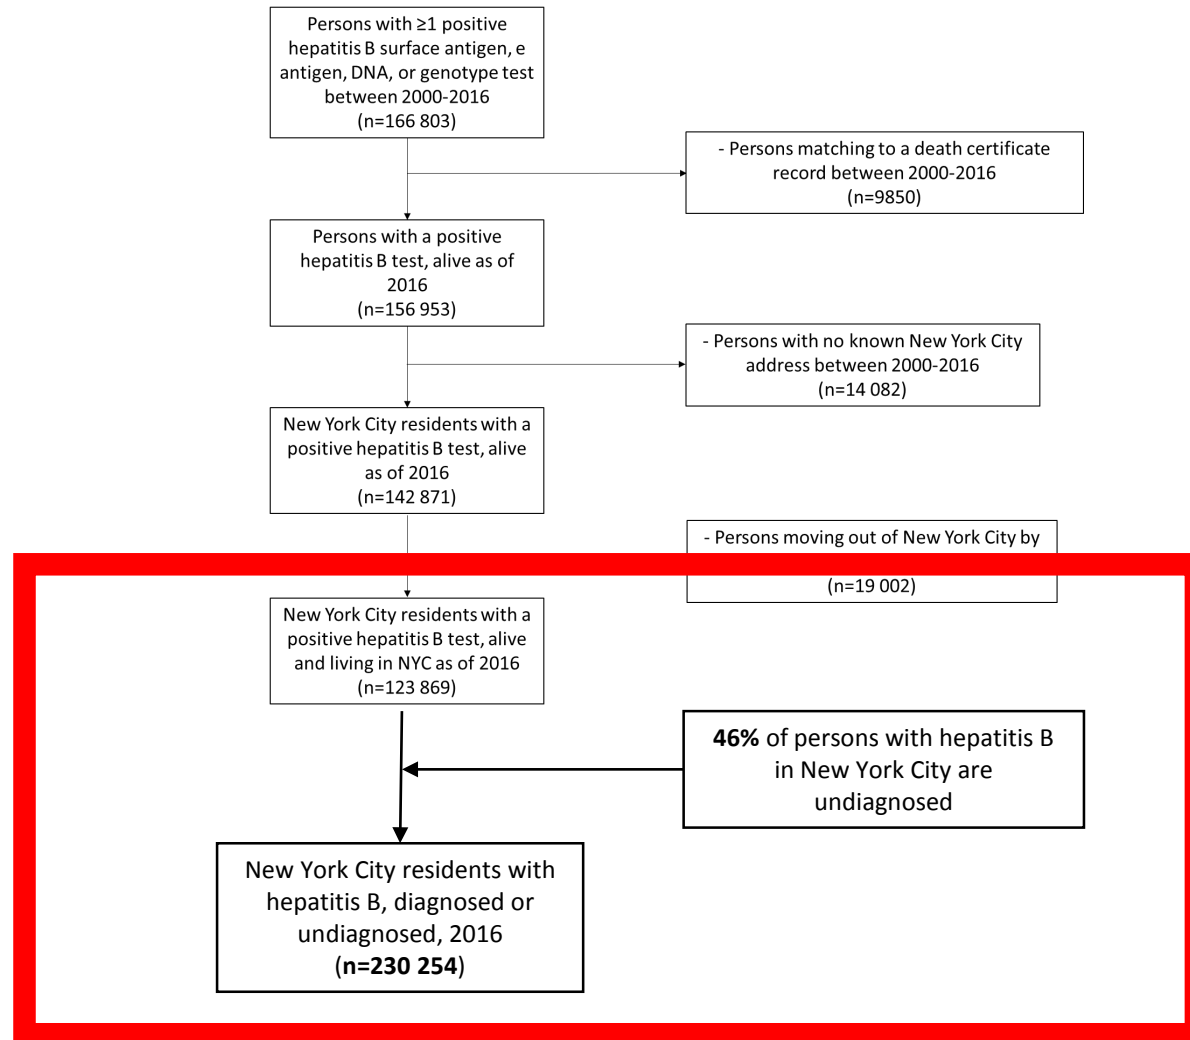 Persons with ≥1 positive
hepatitis B surface antigen, e
antigen, DNA, or genotype test
between 2000-2016
(n=166 803)
- Persons matching to a death certificate
record between 2000-2016
(n=9850)
Persons with a positive
hepatitis B test, alive as of
2016
(n=156 953)
- Persons with no known New York City
address between 2000-2016
(n=14 082)
New York City residents with a
positive hepatitis B test, alive
as of 2016
(n=142 871)
- Persons moving out of New York City by
(n=19 002)
New York City residents with a
positive hepatitis B test, alive
and living in NYC as of 2016
(n=123 869)
46% of persons with hepatitis B
in New York City are
undiagnosed
New York City residents with
hepatitis B, diagnosed or
undiagnosed, 2016
(n=230 254)